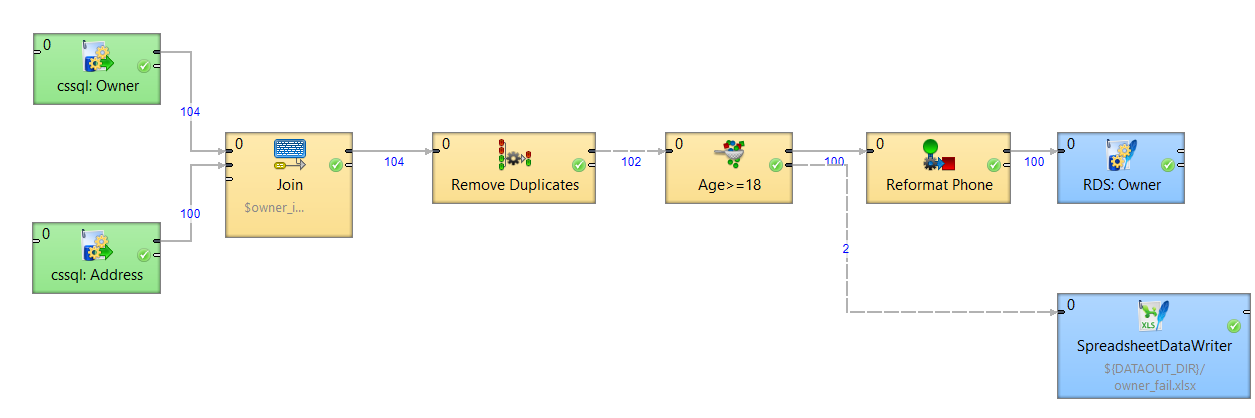 0
cssql: Owner
104
0
Join
$owner_i...
104
0
Remove Duplicates
102
0
Age>=18
100
0
Reformat Phone
100
0
RDS: Owner
100
0
cssql: Address
2
0
XLS
SpreadsheetDataWriter
${DATAOUT_DIR}/
owner_fail.xlsx